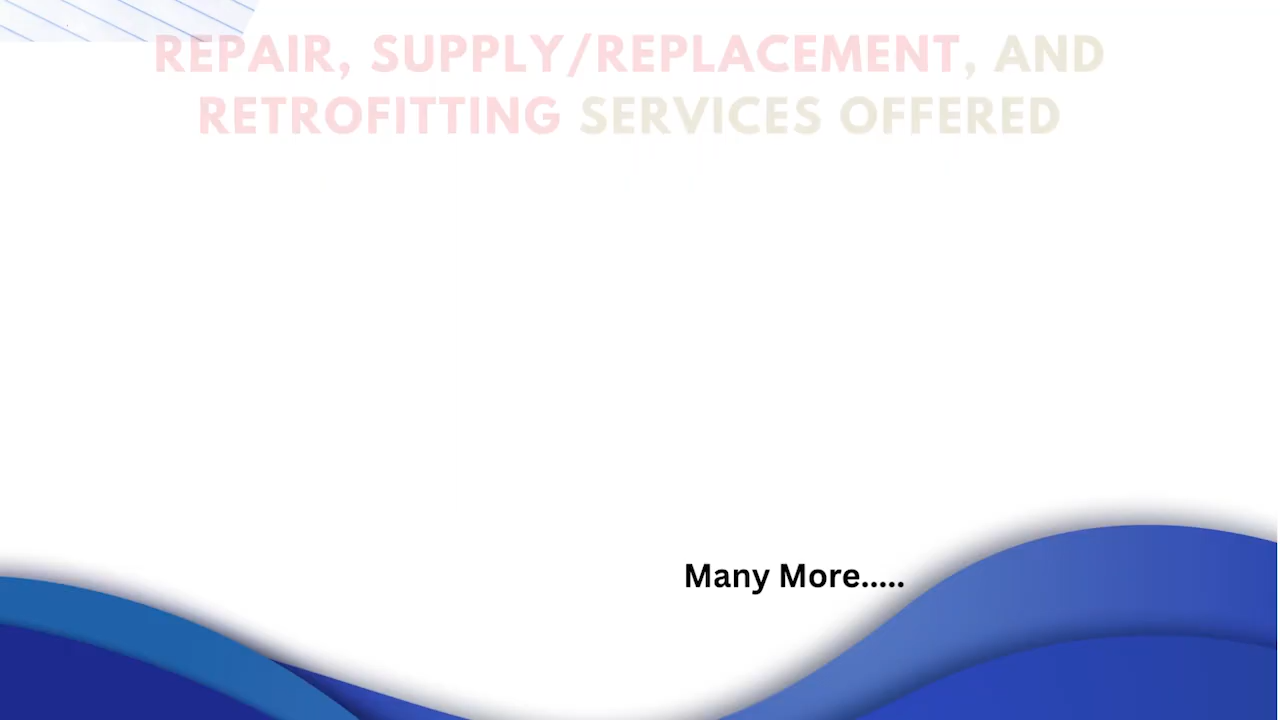 REPAIR, SUPPLY/REPLACEMENT, AND
RETROFITTING SERVICES OFFERED
Many More.....